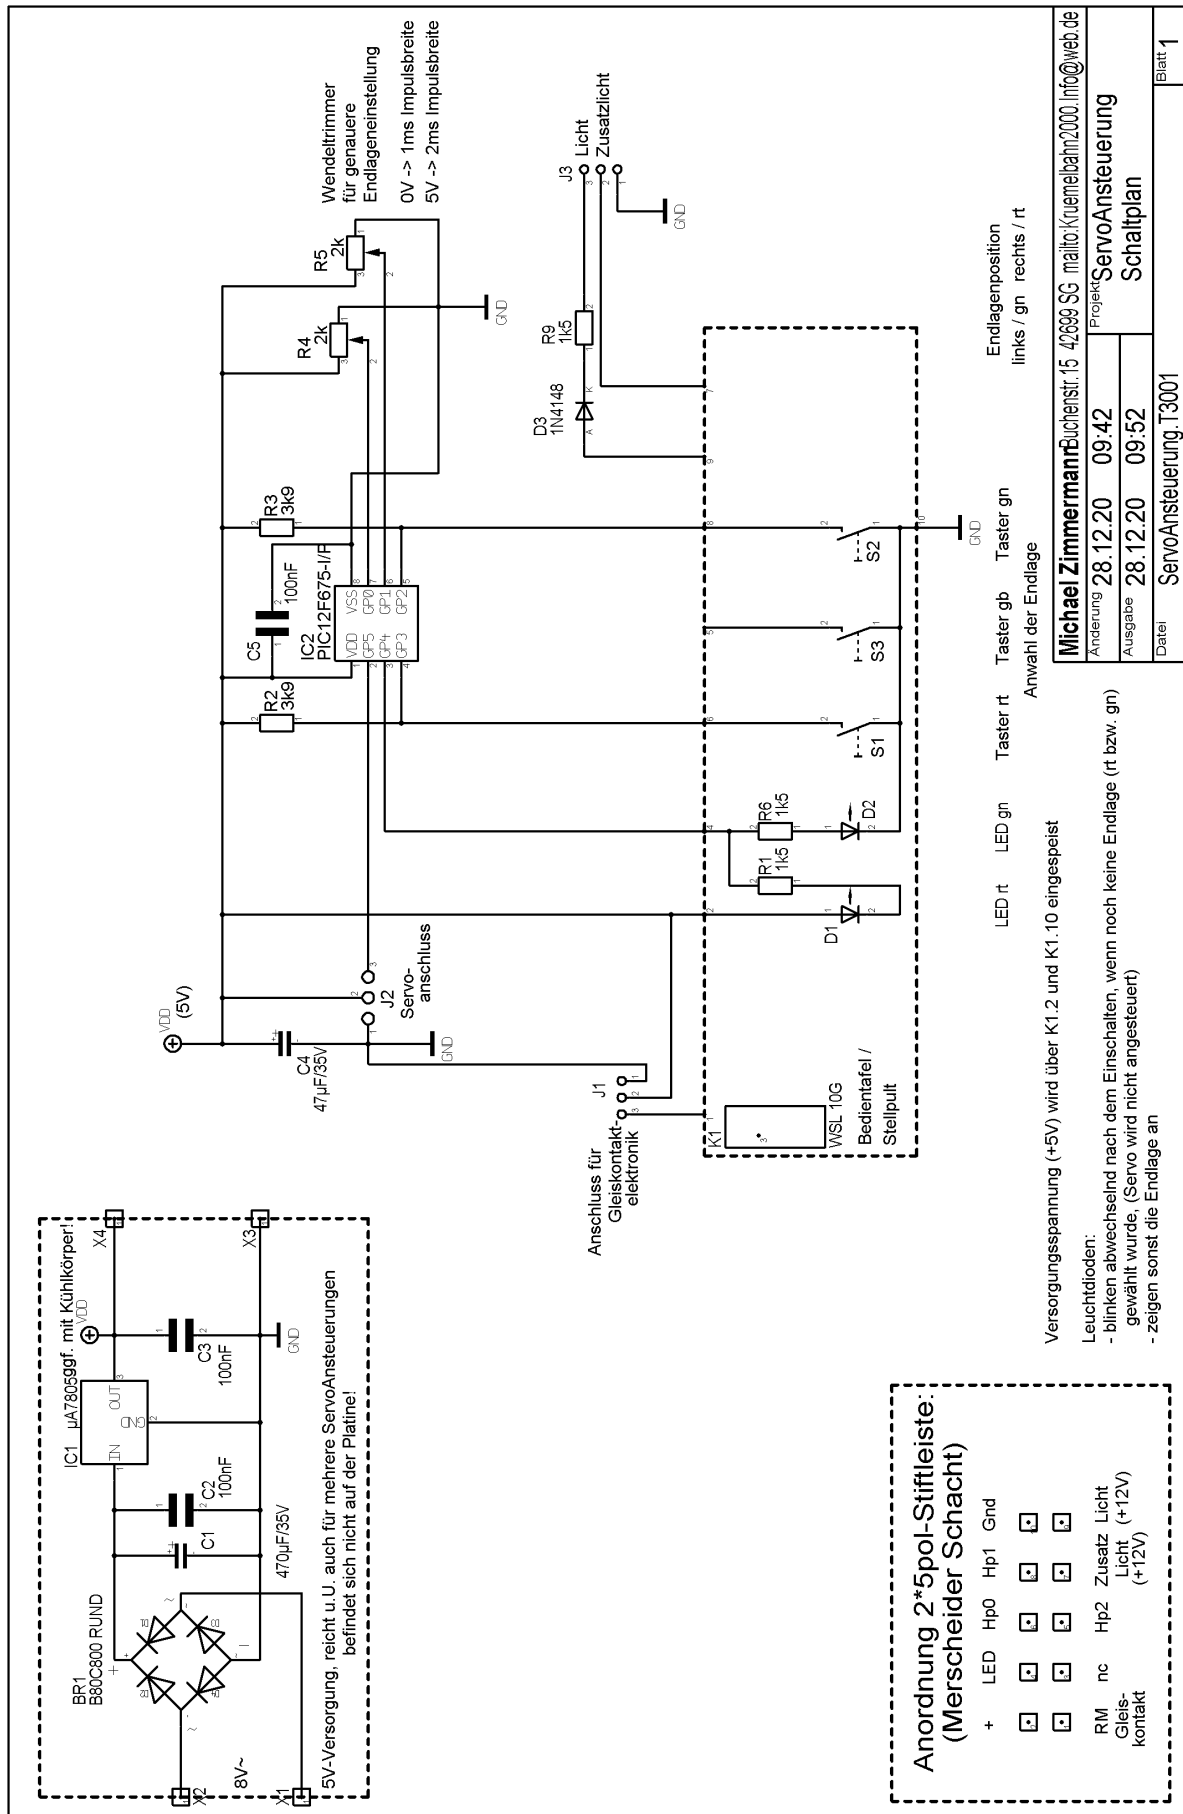 BR1
B80C800 RUND
X2
8V~
X1
C1
470µF/35V
C2
100nF
IC1
µA7805
ggf. mit Kühlkörper!
IN
OUT
GND
VDD
C3
100nF
GND
X4
X3
5V-Versorgung, reicht u.U. auch für mehrere ServoAnsteuerungen
befindet sich nicht auf der Platine!
VDD
(5V)
C4
47µF/35V
GND
J2
Servo-
anschluss
R2
3k9
C5
100nF
R3
3k9
IC2
PIC12F675-I/P
VDD
GP5
GP4
GP3
VSS
GP0
GP1
GP2
R4
2k
R5
2k
GND
Wendeltrimmer
für genauere
Endlageneinstellung
0V -> 1ms Impulsbreite
5V -> 2ms Impulsbreite
Anschluss für
Gleiskontakt-
elektronik
J1
D3
1N4148
A
K
R9
1k5
J3
Licht
Zusatzlicht
GND
K1
WSL 10G
Bedientafel /
Stellpult
D1
R1
1k5
R6
1k5
D2
S1
S3
S2
GND
LED rt
LED gn
Taster rt
Taster gb
Taster gn
Anwahl der Endlage
Endlagenposition
links / gn rechts / rt
Versorgungsspannung (+5V) wird über K1.2 und K1.10 eingespeist
Leuchtdioden:
- blinken abwechselnd nach dem Einschalten, wenn noch keine Endlage (rt bzw. gn)
gewählt wurde, (Servo wird nicht angesteuert)
- zeigen sonst die Endlage an
Anordnung 2*5pol-Stiftleiste:
(Merscheider Schacht)
+ LED Hp0 Hp1 Gnd
RM
Gleis-
kontakt
nc
Hp2
Zusatz
Licht
(+12V)
Licht
(+12V)
Michael Zimmermann Buchenstr.15 42699 SG mailto:Kruemelbahn2000.Info@web.de
Änderung 28.12.20 09:42
Ausgabe 28.12.20 09:52
Projekt ServoAnsteuerung
Schaltplan
Datei ServoAnsteuerung.T3001
Blatt 1